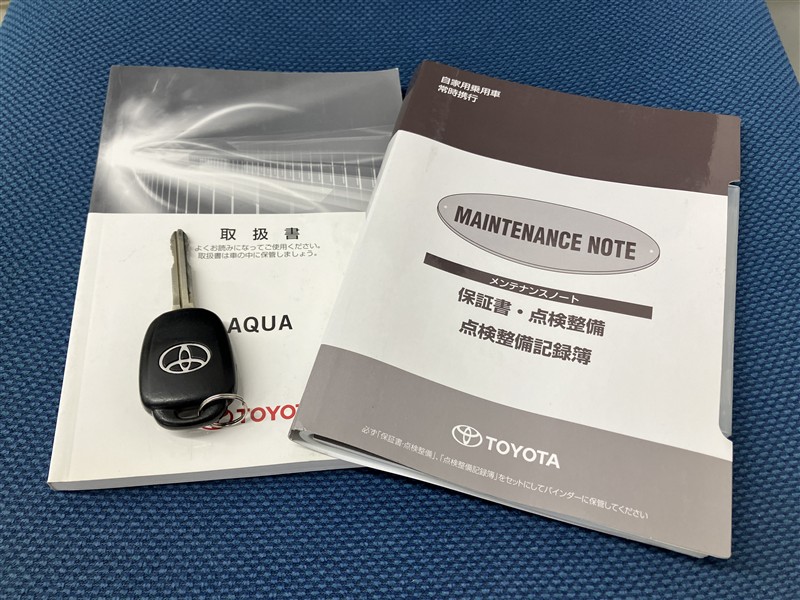 取扱書
よくお読みになってご使用ください。
取扱書は車の中に保管しましょう。
AQUA
TOYOTA
自家用乗用車
常時携行
MAINTENANCE NOTE
メンテナンスノート
保証書・点検整備
点検整備記録簿
TOYOTA
必ず「保証書・点検整備」、「点検整備記録簿」をセットにしてバインダーに保管してください